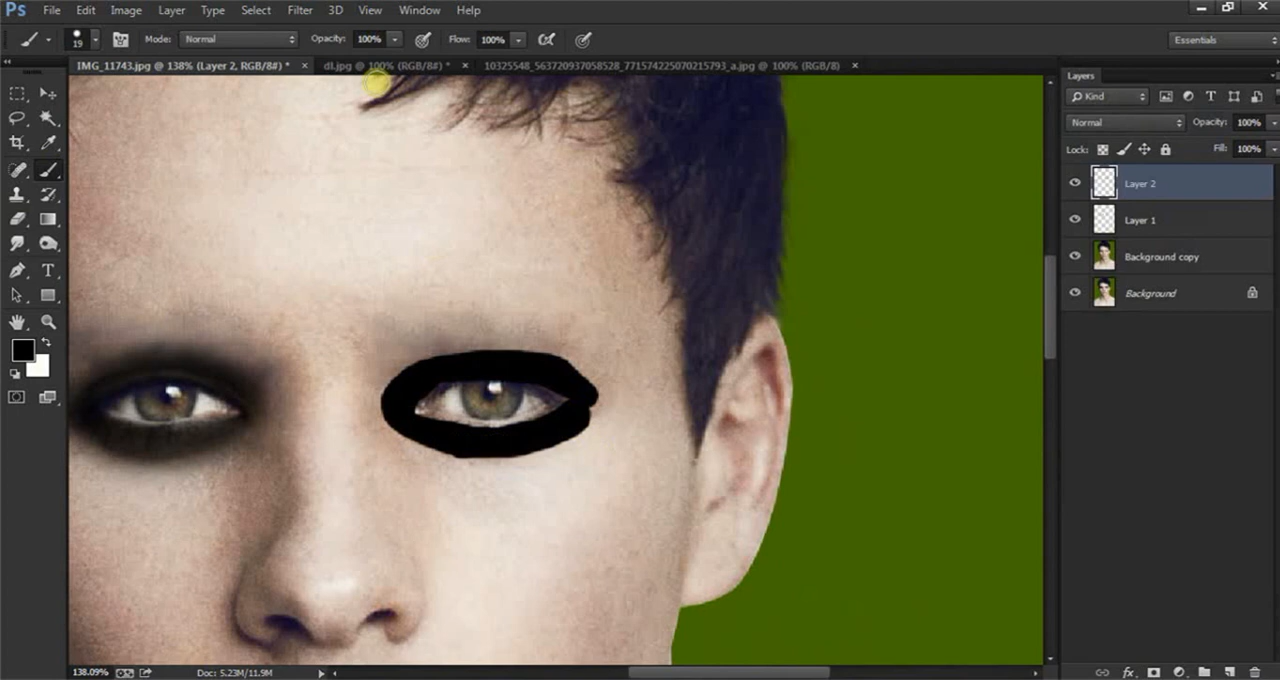 Ps File Edit Image Layer Type Select Filter 3D View Window Help
19 Mode: Normal Opacity: 100% Flow: 100% Essentials
IMG_11743.jpg @ 138% (Layer 2, RGB/8#) * × dl.jpg @ 100% (RGB/8#) * × 10325548_563720937058528_771574225070215793_a.jpg @ 100% (RGB/8) ×
Layers
Kind
Normal Opacity: 100%
Lock: Fill: 100%
Layer 2
Layer 1
Background copy
Background
138.09% Doc: 5.23M/11.9M